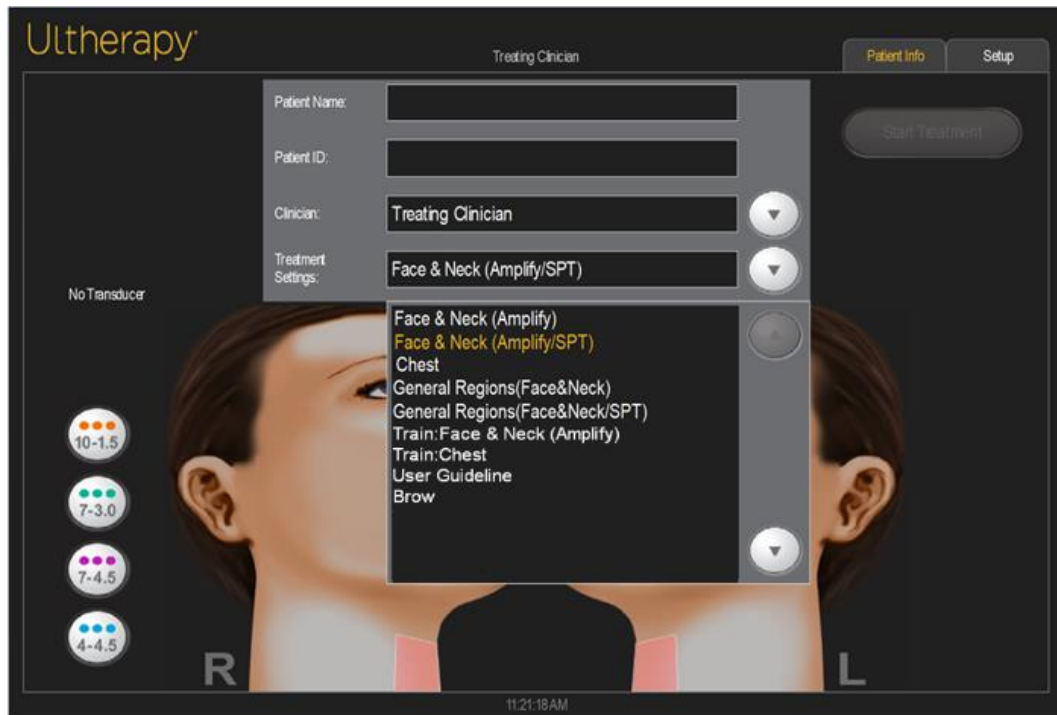 Ultherapy
Treating Clinician
Patient Info
Setup
Patient Name:
Start Treatment
Patient ID:
Clinician:
Treating Clinician
Treatment
Settings:
Face & Neck (Amplify/SPT)
No Transducer
Face & Neck (Amplify)
Face & Neck (Amplify/SPT)
Chest
General Regions(Face&Neck)
General Regions(Face&Neck/SPT)
Train:Face & Neck (Amplify)
Train:Chest
User Guideline
Brow
10-1.5
7-3.0
7-4.5
4-4.5
R
L
11:21:18 AM